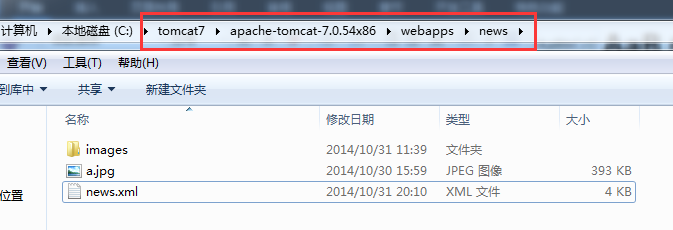 计算机 本地磁盘 (C:) tomcat7 apache-tomcat-7.0.54x86 webapps news
查看(V) 工具(T) 帮助(H)
到库中 共享 新建文件夹
名称 修改日期 类型 大小
images 2014/10/31 11:39 文件夹
a.jpg 2014/10/30 15:59 JPEG 图像 393 KB
news.xml 2014/10/31 20:10 XML 文件 4 KB
位置